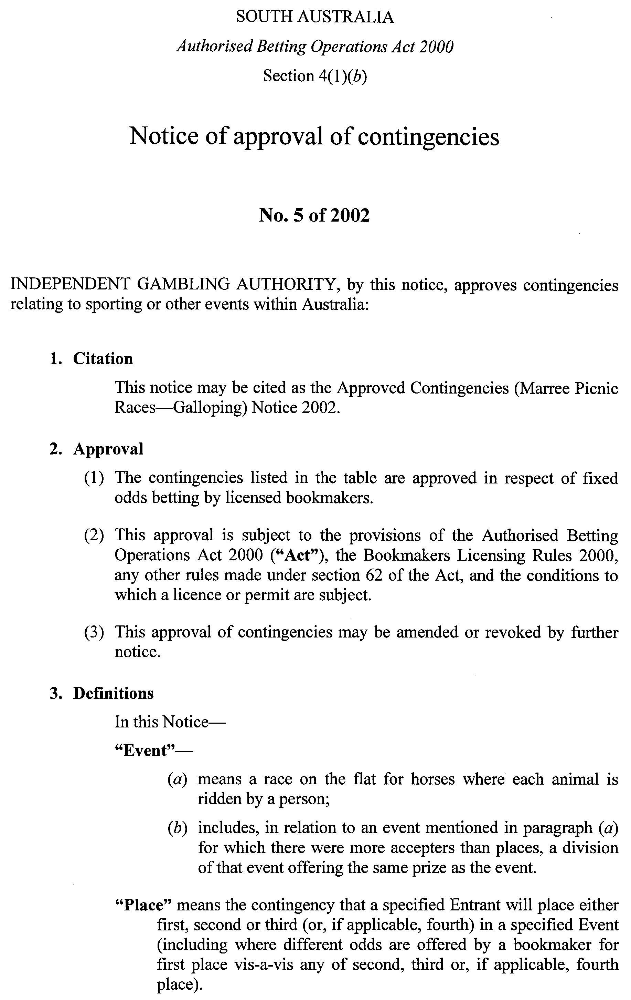 SOUTH AUSTRALIA
Authorised Betting Operations Act 2000
Section 4(1)(b)
Notice of approval of contingencies
No. 5 of 2002
INDEPENDENT GAMBLING AUTHORITY, by this notice, approves contingencies
relating to sporting or other events within Australia:
1. Citation
This notice may be cited as the Approved Contingencies (Marree Picnic
Races—Galloping) Notice 2002.
2. Approval
(1) The contingencies listed in the table are approved in respect of fixed
odds betting by licensed bookmakers.
(2) This approval is subject to the provisions of the Authorised Betting
Operations Act 2000 (“Act”), the Bookmakers Licensing Rules 2000,
any other rules made under section 62 of the Act, and the conditions to
which a licence or permit are subject.
(3) This approval of contingencies may be amended or revoked by further
notice.
3. Definitions
In this Notice—
“Event”—
(a) means a race on the flat for horses where each animal is
ridden by a person;
(b) includes, in relation to an event mentioned in paragraph (a)
for which there were more accepters than places, a division
of that event offering the same prize as the event.
“Place” means the contingency that a specified Entrant will place either
first, second or third (or, if applicable, fourth) in a specified Event
(including where different odds are offered by a bookmaker for
first place vis-a-vis any of second, third or, if applicable, fourth
place).